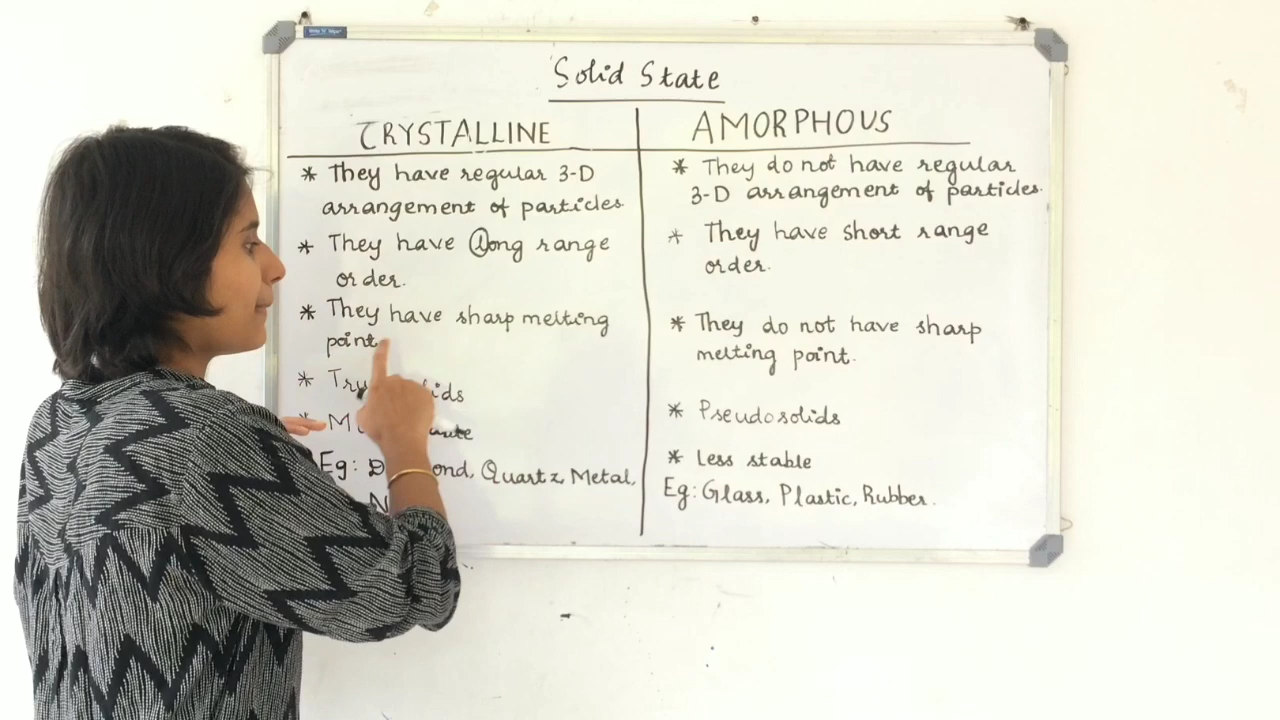 Solid State
CRYSTALLINE
* They have regular 3-D
arrangement of particles.
* They have long range
order.
* They have sharp melting
point.
*
*
Eg: Quartz, Metal,
AMORPHOUS
* They do not have regular
3-D arrangement of particles.
* They have short range
order.
* They do not have sharp
melting point.
* Pseudosolids
* Less stable
Eg: Glass, Plastic, Rubber.